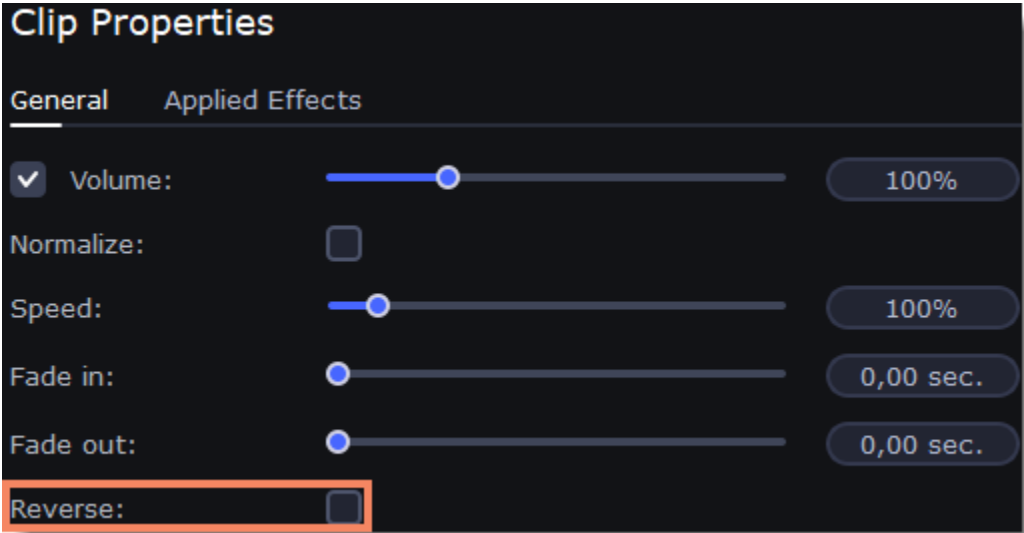 Clip Properties
General Applied Effects
Volume: 100%
Normalize:
Speed: 100%
Fade in: 0,00 sec.
Fade out: 0,00 sec.
Reverse: